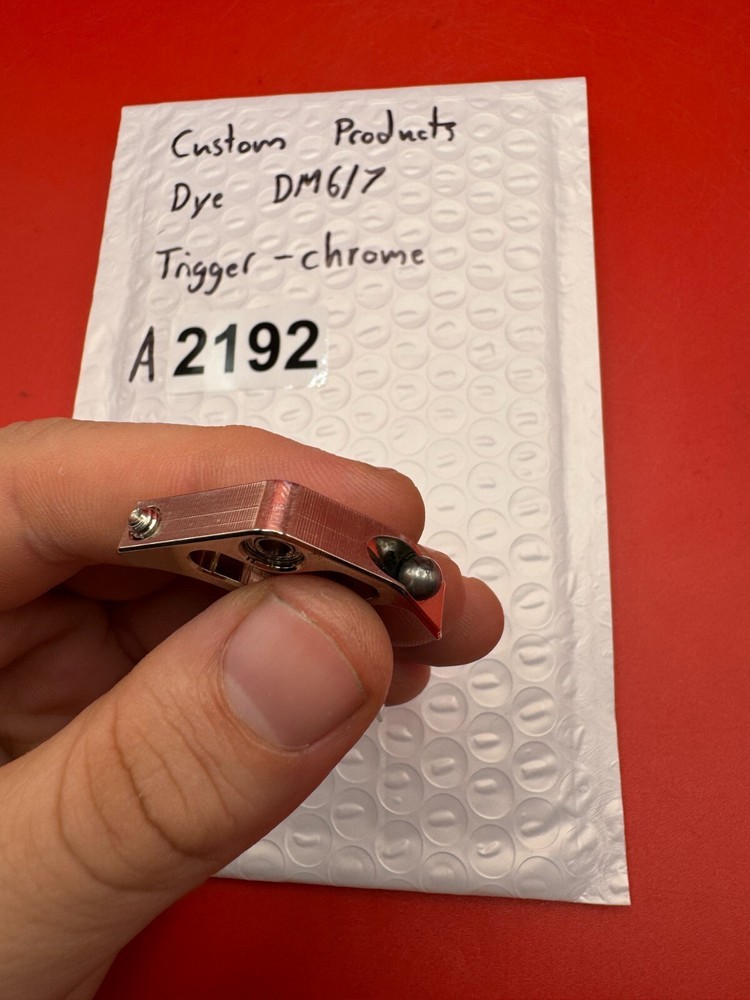 Custom Products
Dye DM6/7
Trigger - chrome
A 2192